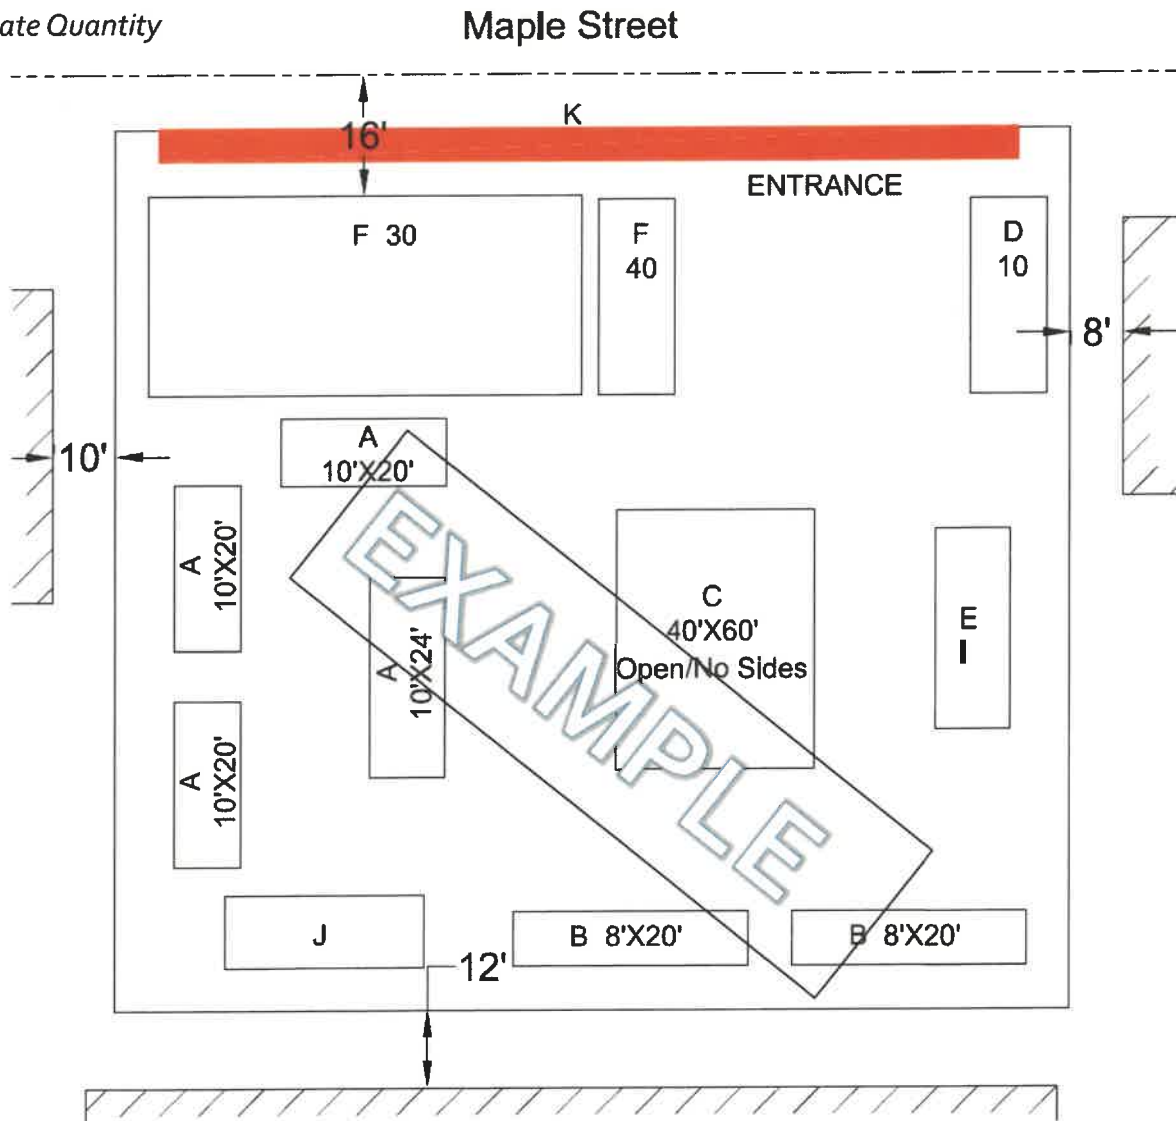 ate Quantity
Maple Street
K
16'
ENTRANCE
F 30
F
40
D
10
8'
10'
A
10'X20'
A
10'X20'
EXAMPLE
C
40'X60'
Open/No Sides
E
I
A
10'X24'
A
10'X20'
J
B 8'X20'
B 8'X20'
12'